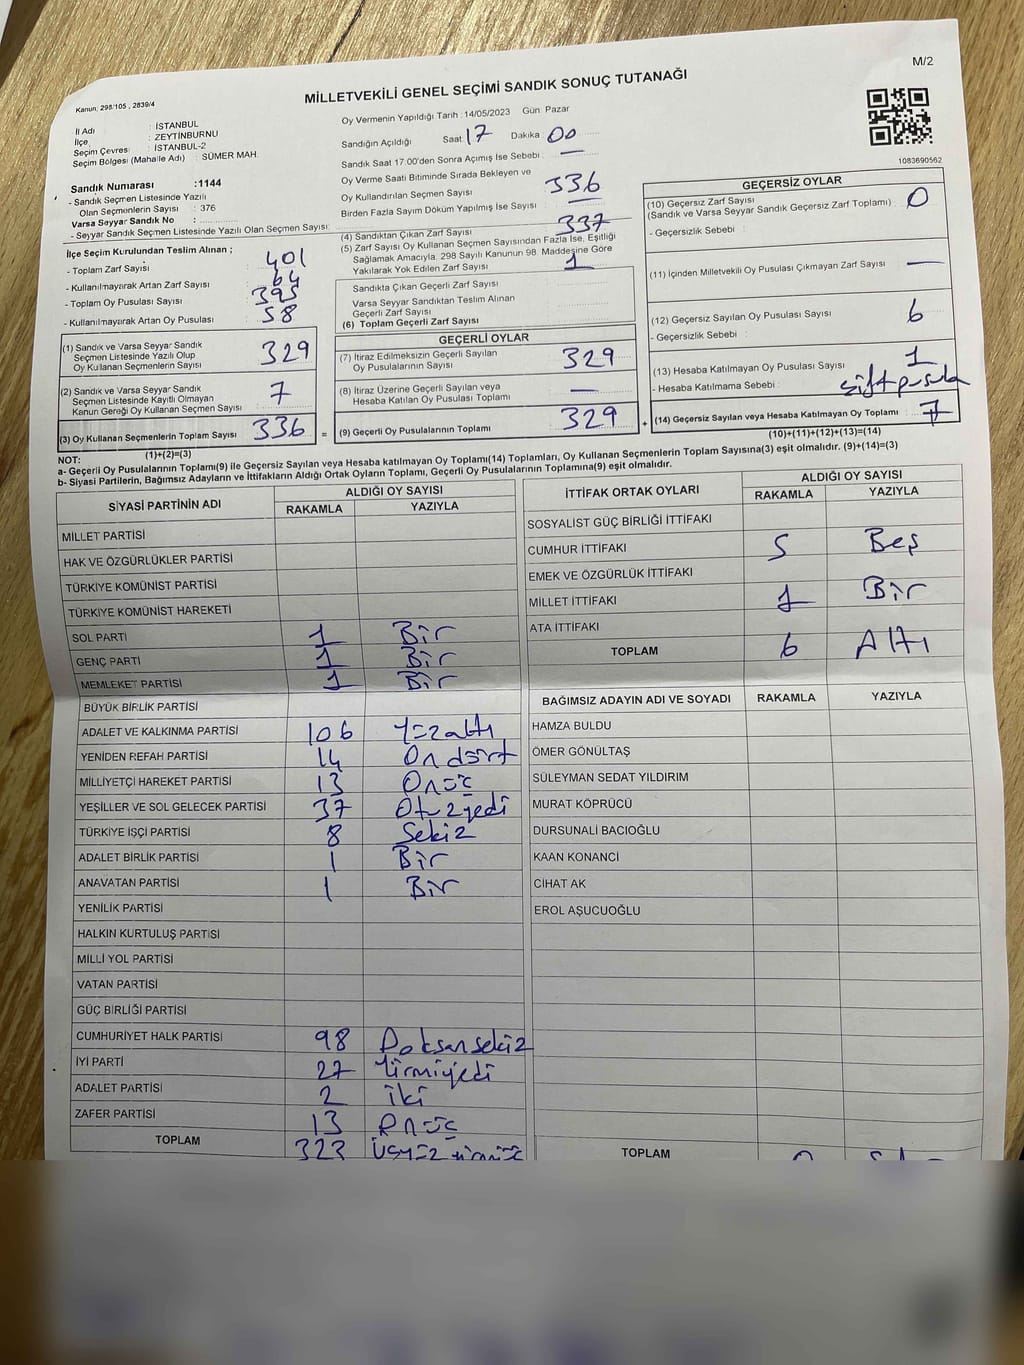 M/2
MİLLETVEKİLİ GENEL SEÇİMİ SANDIK SONUÇ TUTANAĞI
Kanun; 298/105 , 2839/4
1083690562
İl Adı : İSTANBUL
İlçe : ZEYTİNBURNU
Seçim Çevresi : İSTANBUL-2
Seçim Bölgesi (Mahalle Adı) : SÜMER MAH.
Sandık Numarası :1144
- Sandık Seçmen Listesinde Yazılı
Olan Seçmenlerin Sayısı : 376
Varsa Seyyar Sandık No :
- Seyyar Sandık Seçmen Listesinde Yazılı Olan Seçmen Sayısı:
Oy Vermenin Yapıldığı Tarih :14/05/2023 Gün: Pazar
Sandığın Açıldığı Saat: 17 Dakika: 00
Sandık Saat 17.00'den Sonra Açımış İse Sebebi : —
Oy Verme Saati Bitiminde Sırada Bekleyen ve
Oy Kullandırılan Seçmen Sayısı 336
Birden Fazla Sayım Döküm Yapılmış İse Sayısı : —
İlçe Seçim Kurulundan Teslim Alınan ;
- Toplam Zarf Sayısı : 401
- Kullanılmayarak Artan Zarf Sayısı : 64
- Toplam Oy Pusulası Sayısı : 395
- Kullanılmayarak Artan Oy Pusulası : 58
(4) Sandıktan Çıkan Zarf Sayısı 337
(5) Zarf Sayısı Oy Kullanan Seçmen Sayısından Fazla İse, Eşitliği
Sağlamak Amacıyla, 298 Sayılı Kanunun 98. Maddesine Göre
Yakılarak Yok Edilen Zarf Sayısı : 1
Sandıkta Çıkan Geçerli Zarf Sayısı
Varsa Seyyar Sandıktan Teslim Alınan
Geçerli Zarf Sayısı
(6) Toplam Geçerli Zarf Sayısı
GEÇERSİZ OYLAR
(10) Geçersiz Zarf Sayısı
(Sandık ve Varsa Seyyar Sandık Geçersiz Zarf Toplamı) : 0
- Geçersizlik Sebebi :
(11) İçinden Milletvekili Oy Pusulası Çıkmayan Zarf Sayısı —
(12) Geçersiz Sayılan Oy Pusulası Sayısı : 6
- Geçersizlik Sebebi :
(13) Hesaba Katılmayan Oy Pusulası Sayısı : 1
- Hesaba Katılmama Sebebi : çift pusula
(14) Geçersiz Sayılan veya Hesaba Katılmayan Oy Toplamı : 7
(10)+(11)+(12)+(13)=(14)
(1) Sandık ve Varsa Seyyar Sandık
Seçmen Listesinde Yazılı Olup
Oy Kullanan Seçmenlerin Sayısı 329
(2) Sandık ve Varsa Seyyar Sandık
Seçmen Listesinde Kayıtlı Olmayan
Kanun Gereği Oy Kullanan Seçmen Sayısı 7
(3) Oy Kullanan Seçmenlerin Toplam Sayısı 336 =
(1)+(2)=(3)
GEÇERLİ OYLAR
(7) İtiraz Edilmeksizin Geçerli Sayılan
Oy Pusulasının Sayısı : 329
(8) İtiraz Üzerine Geçerli Sayılan veya
Hesaba Katılan Oy Pusulası Toplamı : —
(9) Geçerli Oy Pusulalarının Toplamı : 329 +
NOT:
a- Geçerli Oy Pusulalarının Toplamı(9) ile Geçersiz Sayılan veya Hesaba katılmayan Oy Toplamı(14) Toplamları, Oy Kullanan Seçmenlerin Toplam Sayısına(3) eşit olmalıdır. (9)+(14)=(3)
b- Siyasi Partilerin, Bağımsız Adayların ve İttifakların Aldığı Ortak Oyların Toplamı, Geçerli Oy Pusulalarının Toplamına(9) eşit olmalıdır.
SİYASİ PARTİNİN ADI ALDIĞI OY SAYISI
RAKAMLA YAZIYLA
MİLLET PARTİSİ
HAK VE ÖZGÜRLÜKLER PARTİSİ
TÜRKİYE KOMÜNİST PARTİSİ
TÜRKİYE KOMÜNİST HAREKETİ
SOL PARTİ 1 Bir
GENÇ PARTİ 1 Bir
MEMLEKET PARTİSİ 1 Bir
BÜYÜK BİRLİK PARTİSİ
ADALET VE KALKINMA PARTİSİ 106 Yüzaltı
YENİDEN REFAH PARTİSİ 14 Ondört
MİLLİYETÇİ HAREKET PARTİSİ 13 Onüç
YEŞİLLER VE SOL GELECEK PARTİSİ 37 Otuzyedi
TÜRKİYE İŞÇİ PARTİSİ 8 Sekiz
ADALET BİRLİK PARTİSİ 1 Bir
ANAVATAN PARTİSİ 1 Bir
YENİLİK PARTİSİ
HALKIN KURTULUŞ PARTİSİ
MİLLİ YOL PARTİSİ
VATAN PARTİSİ
GÜÇ BİRLİĞİ PARTİSİ
CUMHURİYET HALK PARTİSİ 98 Doksansekiz
İYİ PARTİ 27 Yirmiyedi
ADALET PARTİSİ 2 İki
ZAFER PARTİSİ 13 Onüç
TOPLAM 323 Üçyüzyirmiüç
İTTİFAK ORTAK OYLARI ALDIĞI OY SAYISI
RAKAMLA YAZIYLA
SOSYALIST GÜÇ BİRLİĞİ İTTİFAKI
CUMHUR İTTİFAKI 5 Beş
EMEK VE ÖZGÜRLÜK İTTİFAKI
MİLLET İTTİFAKI 1 Bir
ATA İTTİFAKI
TOPLAM 6 Altı
BAĞIMSIZ ADAYIN ADI VE SOYADI RAKAMLA YAZIYLA
HAMZA BULDU
ÖMER GÖNÜLTAŞ
SÜLEYMAN SEDAT YILDIRIM
MURAT KÖPRÜCÜ
DURSUNALİ BACIOĞLU
KAAN KONANCİ
CİHAT AK
EROL AŞUCUOĞLU
TOPLAM